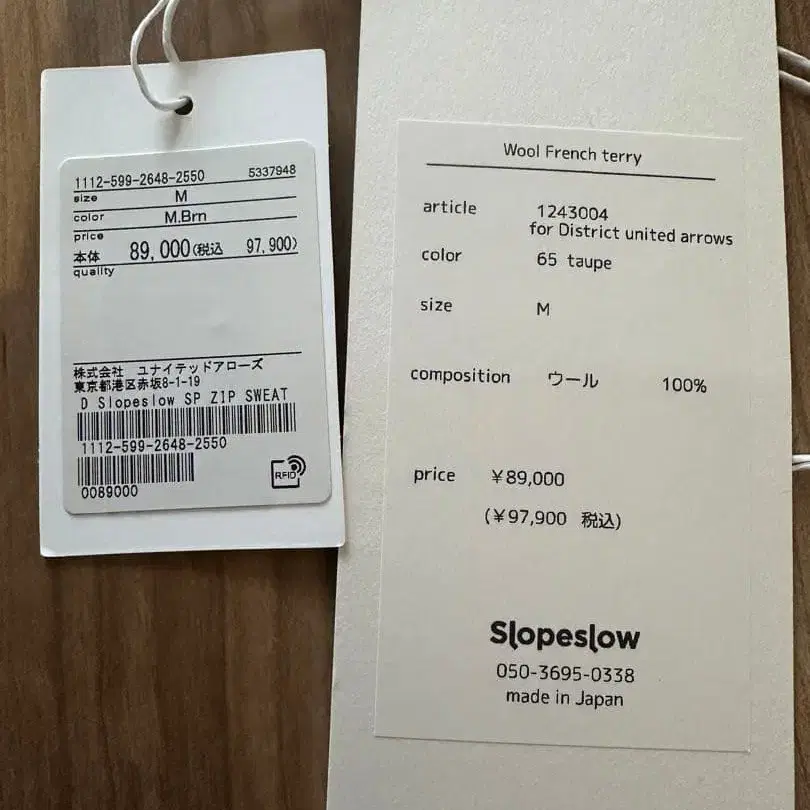 1112-599-2648-2550 5337948
size M
color M.Brn
price
本体 89,000(税込 97,900)
quality
株式会社 ユナイテッドアローズ
東京都港区赤坂8-1-19
D Slopeslow SP ZIP SWEAT
1112-599-2648-2550
0089000
RFID
Wool French terry
article 1243004
for District united arrows
color 65 taupe
size M
composition ウール 100%
price ¥89,000
(¥97,900 税込)
Slopeslow
050-3695-0338
made in Japan